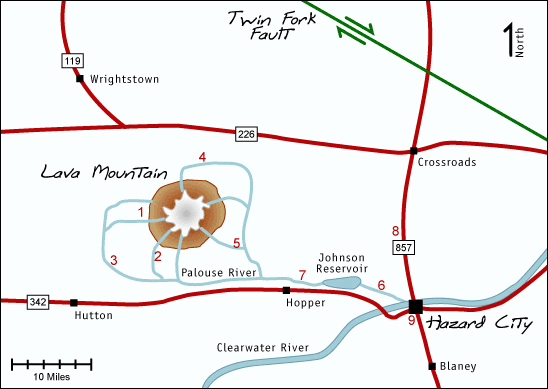 Twin Fork
Fault
North
119
Wrightstown
226
Crossroads
Lava Mountain
4
1
8
857
2
5
3
Palouse River
7
Johnson
Reservoir
6
342
Hutton
Hopper
9
Hazard City
Clearwater River
Blaney
10 Miles